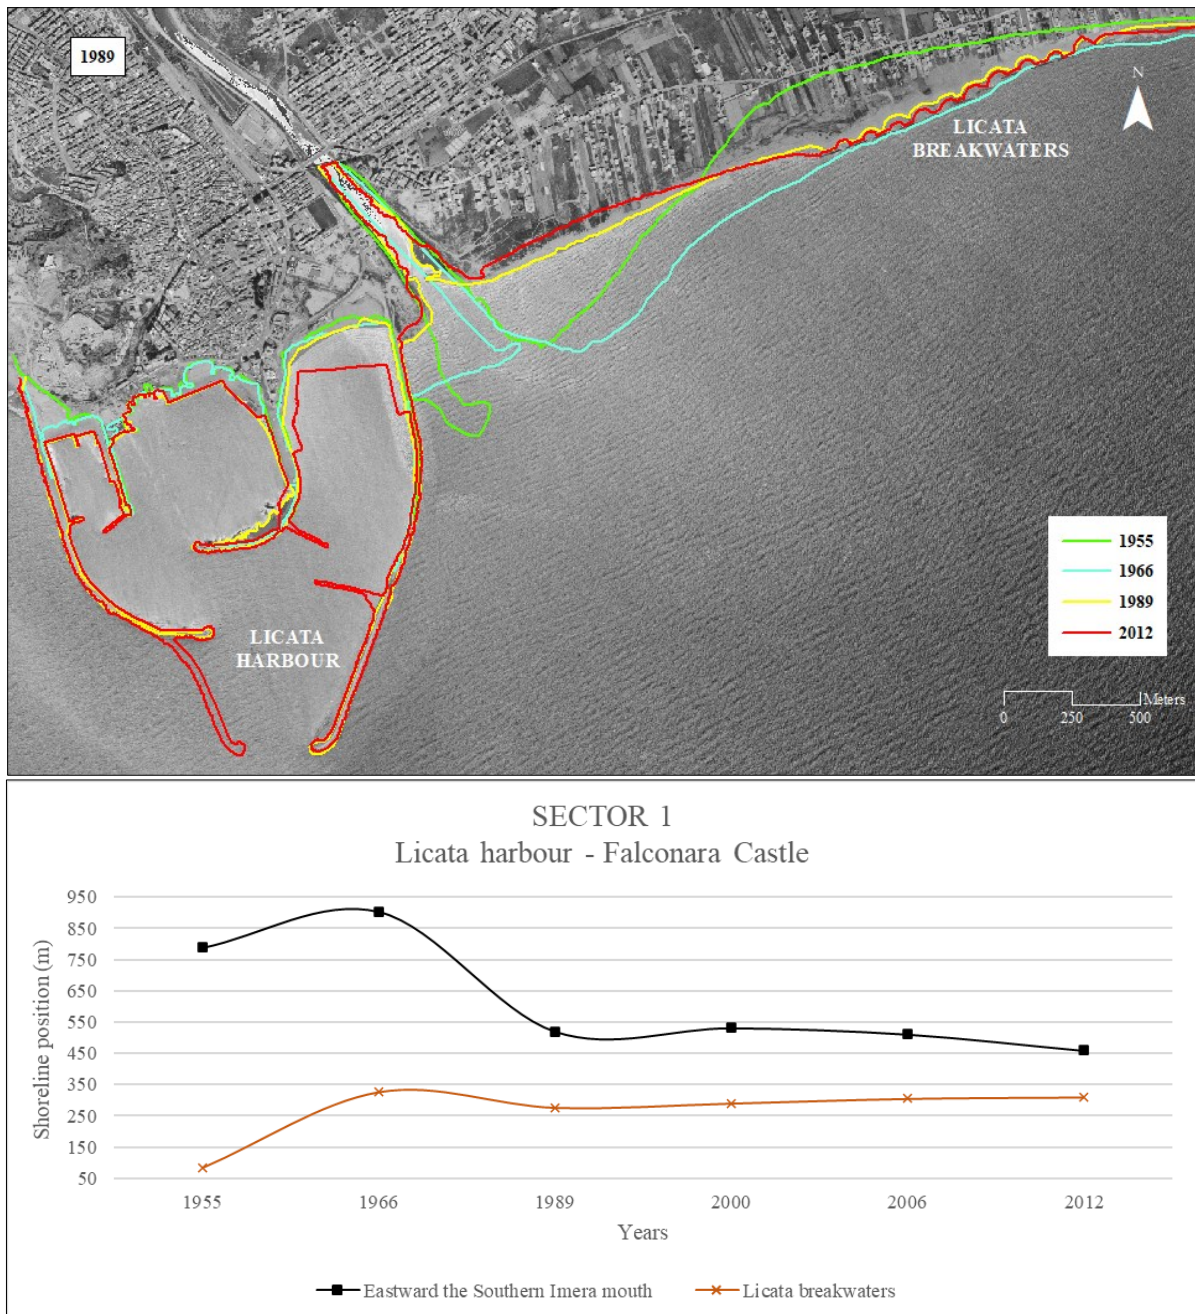 1989
N
LICATA
BREAKWATERS
1955
1966
1989
2012
LICATA
HARBOUR
Meters
0 250 500
SECTOR 1
Licata harbour - Falconara Castle
950
850
750
650
550
450
350
250
150
50
Shoreline position (m)
1955 1966 1989 2000 2006 2012
Years
Eastward the Southern Imera mouth Licata breakwaters